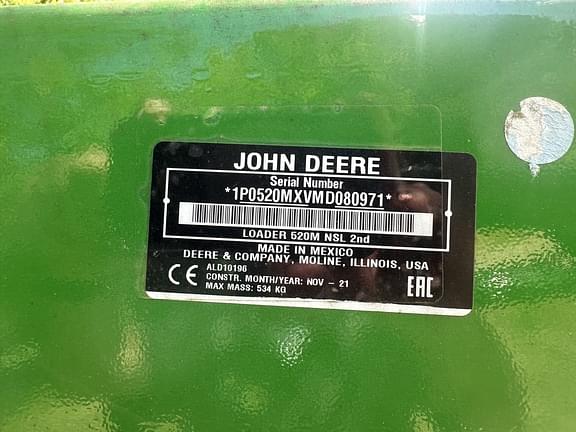 JOHN DEERE
Serial Number
*1P0520MXVMD080971*
LOADER 520M NSL 2nd
MADE IN MEXICO
DEERE & COMPANY, MOLINE, ILLINOIS, USA
CE ALD10196
CONSTR. MONTH/YEAR: NOV - 21
MAX MASS: 534 KG
EAC